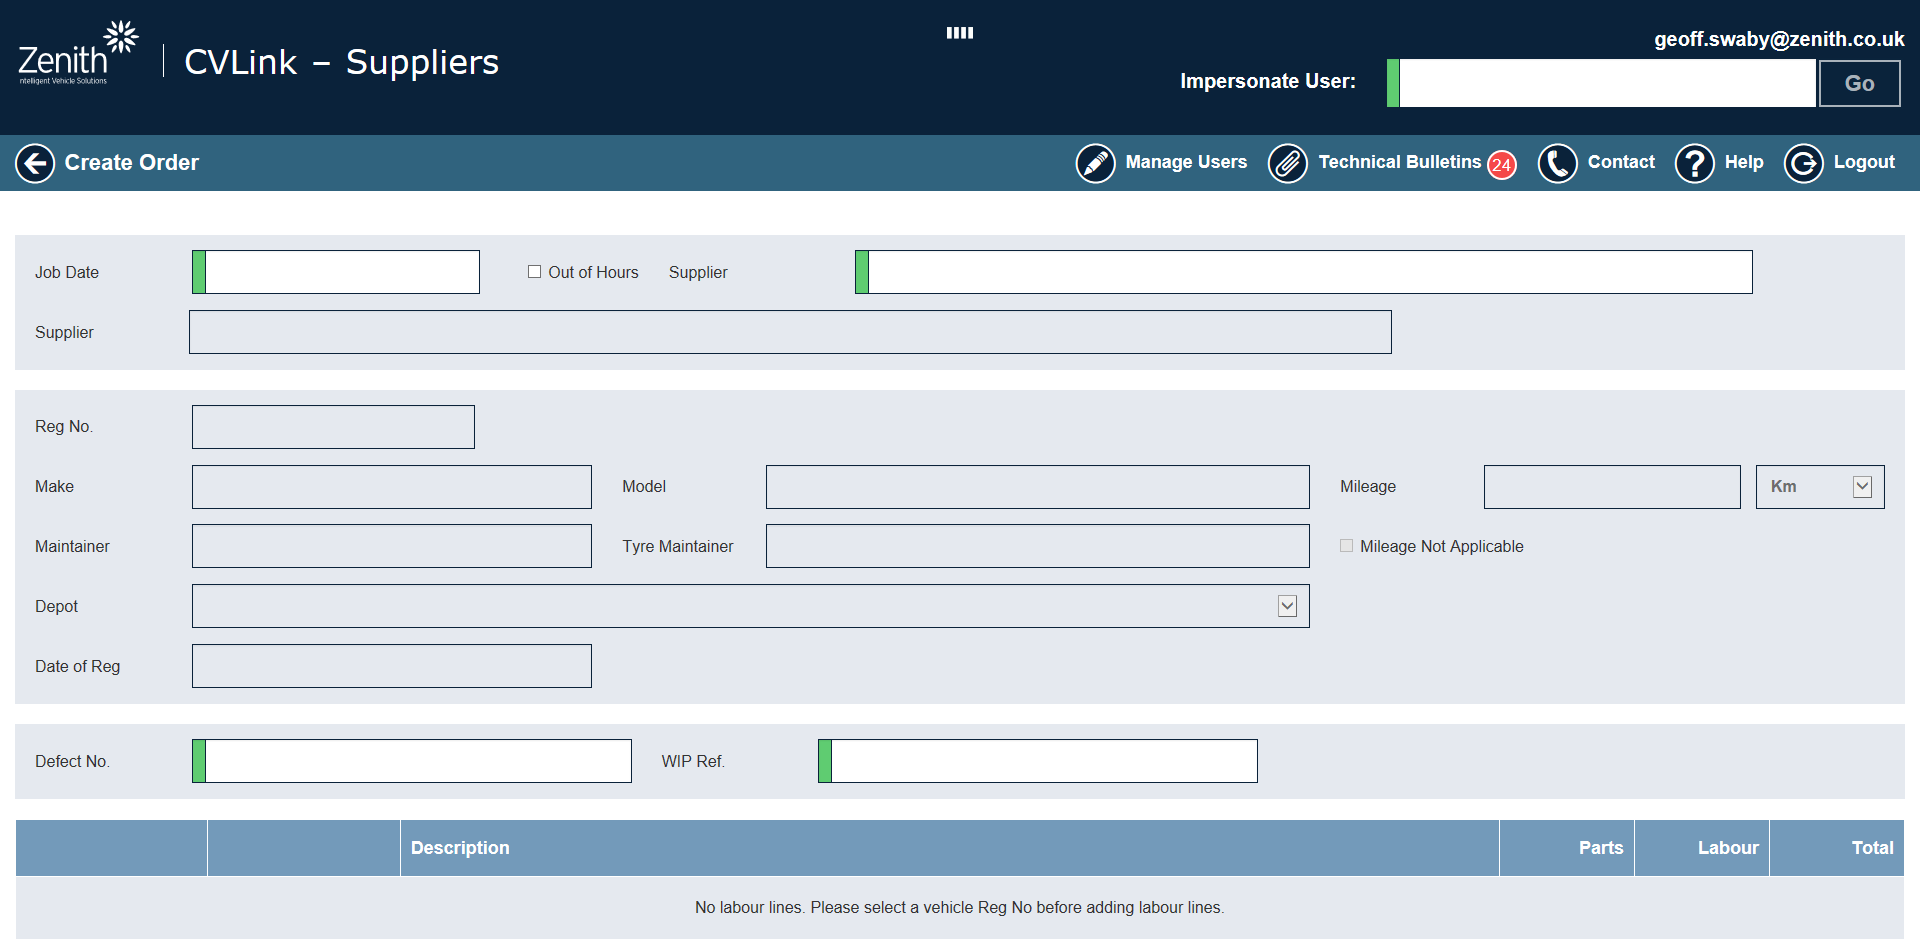 geoff.swaby@zenith.co.uk
Zenith
Intelligent Vehicle Solutions
CVLink – Suppliers
Impersonate User:
Go
Create Order
Manage Users
Technical Bulletins 24
Contact
Help
Logout
Job Date
Out of Hours
Supplier
Supplier
Reg No.
Make
Model
Mileage
Km
Maintainer
Tyre Maintainer
Mileage Not Applicable
Depot
Date of Reg
Defect No.
WIP Ref.
Description
Parts
Labour
Total
No labour lines. Please select a vehicle Reg No before adding labour lines.